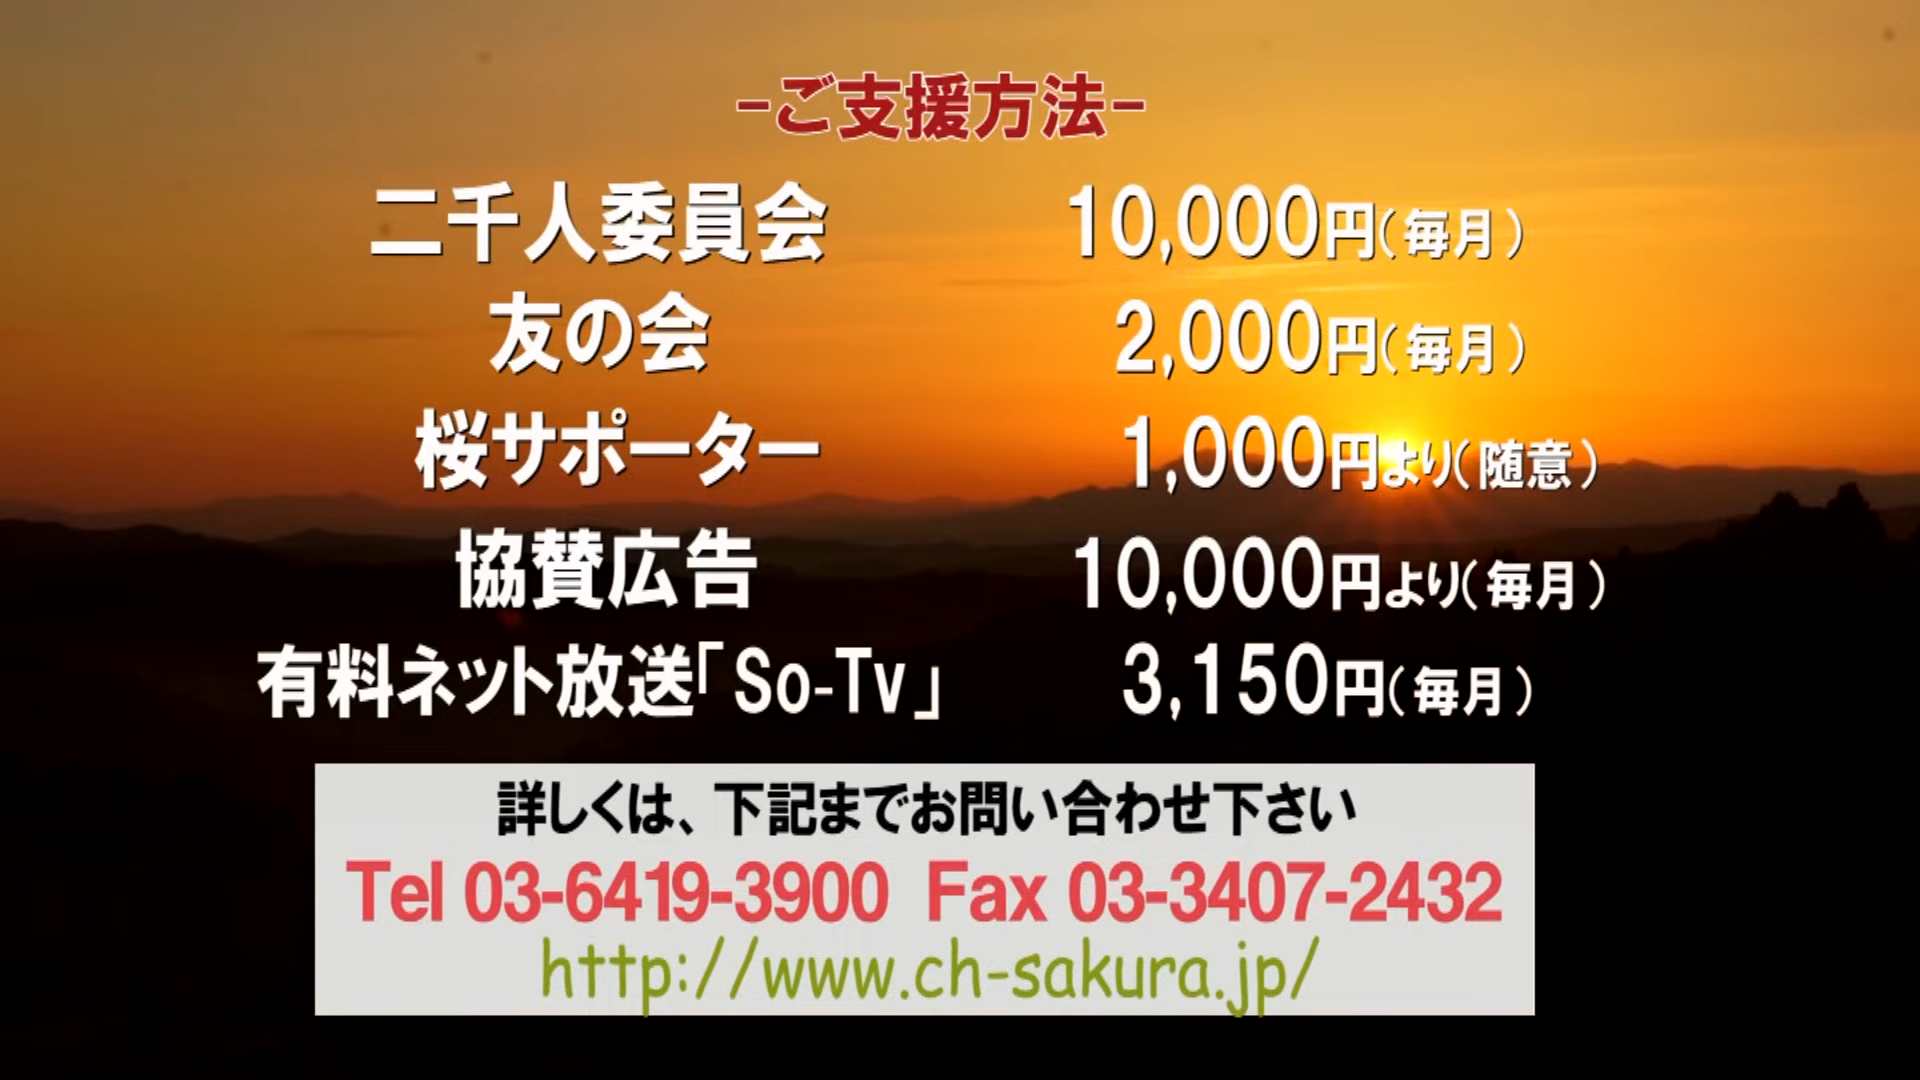 -ご支援方法-
二千人委員会 10,000円(毎月)
友の会 2,000円(毎月)
桜サポーター 1,000円より(随意)
協賛広告 10,000円より(毎月)
有料ネット放送「So-Tv」 3,150円(毎月)
詳しくは、下記までお問い合わせ下さい
Tel 03-6419-3900 Fax 03-3407-2432
http://www.ch-sakura.jp/